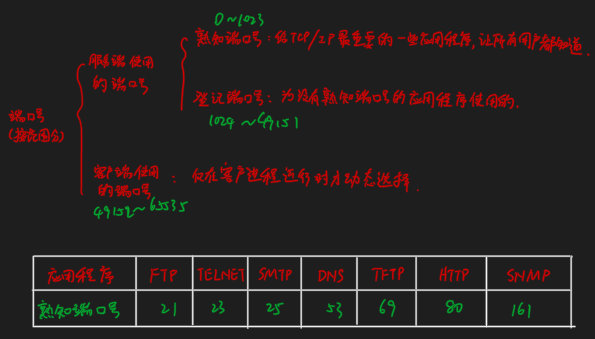 0~1023
熟知端口号：给TCP/IP最重要的一些应用程序,让所有用户都知道.
服务端使用
的端口号
登记端口号：为没有熟知端口号的应用程序使用的.
1024~49151
端口号
客户端使用
的端口号：仅在客户进程运行时才动态选择.
49152~65535
应用程序 FTP TELNET SMTP DNS TFTP HTTP SNMP
熟知端口号 21 23 25 53 69 80 161